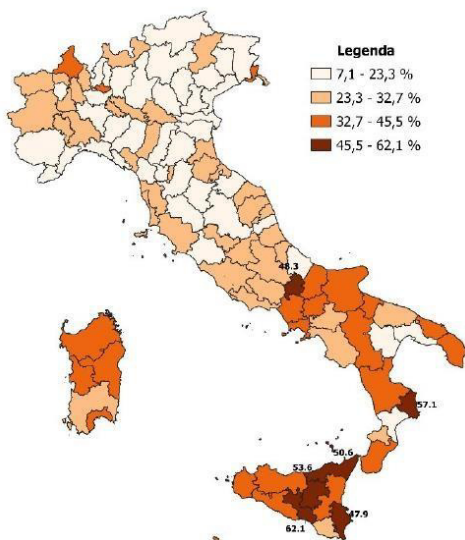 Legenda
7,1 - 23,3 %
23,3 - 32,7 %
32,7 - 45,5 %
45,5 - 62,1 %
48.3
57.1
50.6
53.6
47.9
62.1